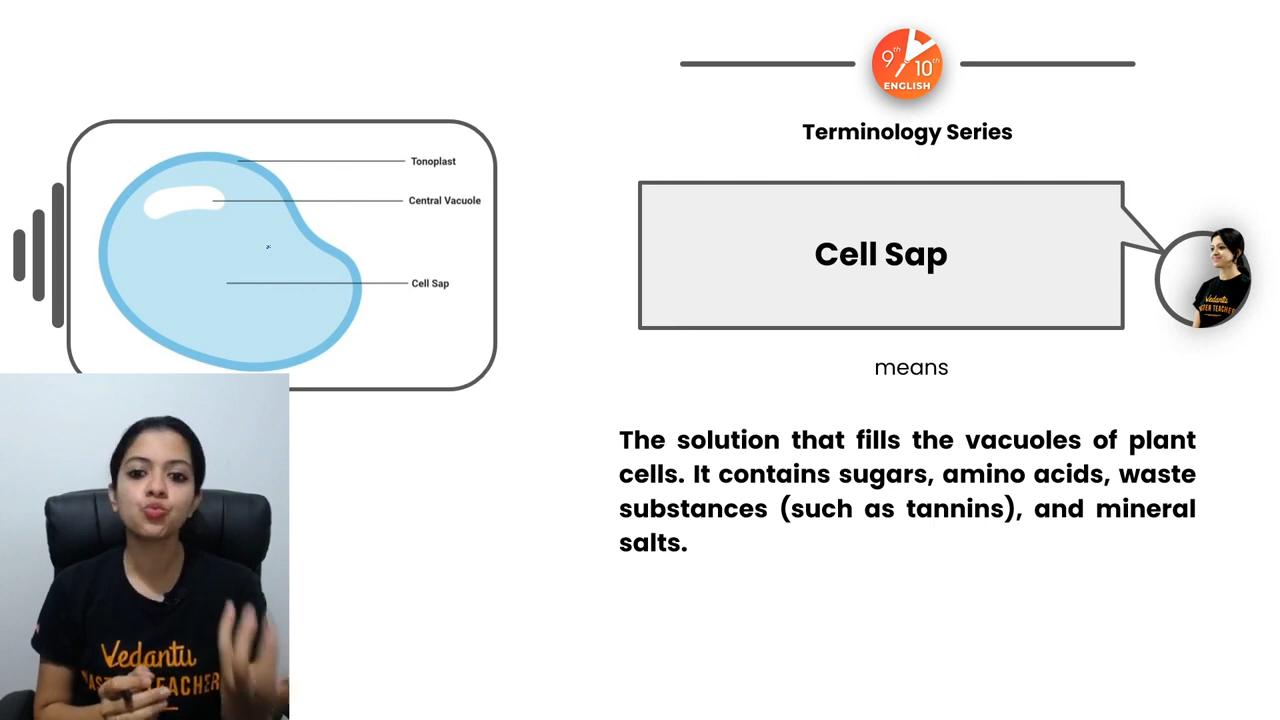 9th
10th
ENGLISH
Terminology Series
Tonoplast
Central Vacuole
Cell Sap
Cell Sap
means
The solution that fills the vacuoles of plant
cells. It contains sugars, amino acids, waste
substances (such as tannins), and mineral
salts.
Vedantu
Vedantu